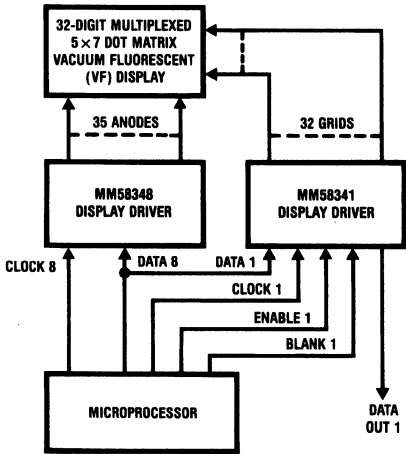 32-DIGIT MULTIPLEXED
5 × 7 DOT MATRIX
VACUUM FLUORESCENT
(VF) DISPLAY
35 ANODES
32 GRIDS
MM58348
DISPLAY DRIVER
MM58341
DISPLAY DRIVER
CLOCK 8
DATA 8
DATA 1
CLOCK 1
ENABLE 1
BLANK 1
MICROPROCESSOR
DATA
OUT 1